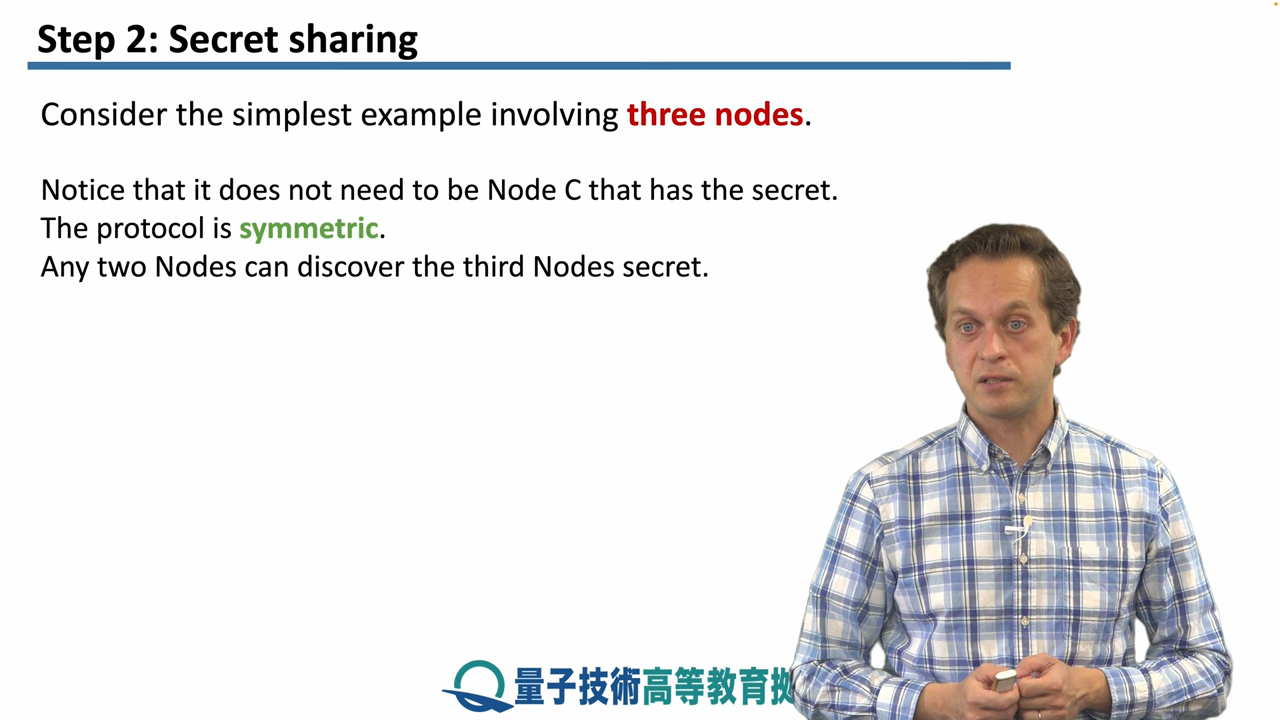 Step 2: Secret sharing
Consider the simplest example involving three nodes.
Notice that it does not need to be Node C that has the secret.
The protocol is symmetric.
Any two Nodes can discover the third Nodes secret.
量子技術高等教育拠